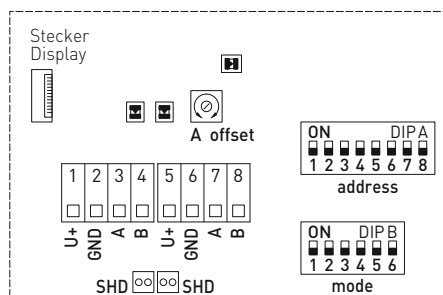 Stecker
Display
A offset
ON DIP A
1 2 3 4 5 6 7 8
address
1 2 3 4 5 6 7 8
U+ GND A B U+ GND A B
ON DIP B
1 2 3 4 5 6
mode
SHD SHD